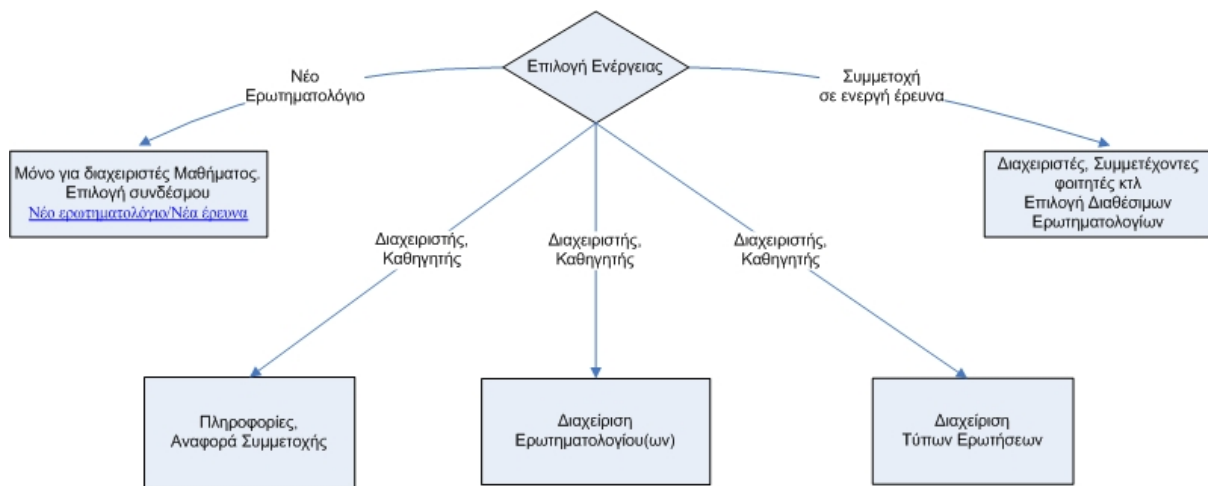 Επιλογή Ενέργειας
Νέο
Ερωτηματολόγιο
Συμμετοχή
σε ενεργή έρευνα
Μόνο για διαχειριστές Μαθήματος.
Επιλογή συνδέσμου
Νέο ερωτηματολόγιο/Νέα έρευνα
Διαχειριστές, Συμμετέχοντες
φοιτητές κτλ
Επιλογή Διαθέσιμων
Ερωτηματολογίων
Διαχειριστής,
Καθηγητής
Διαχειριστής,
Καθηγητής
Διαχειριστής,
Καθηγητής
Πληροφορίες,
Αναφορά Συμμετοχής
Διαχείριση
Ερωτηματολογίου(ων)
Διαχείριση
Τύπων Ερωτήσεων